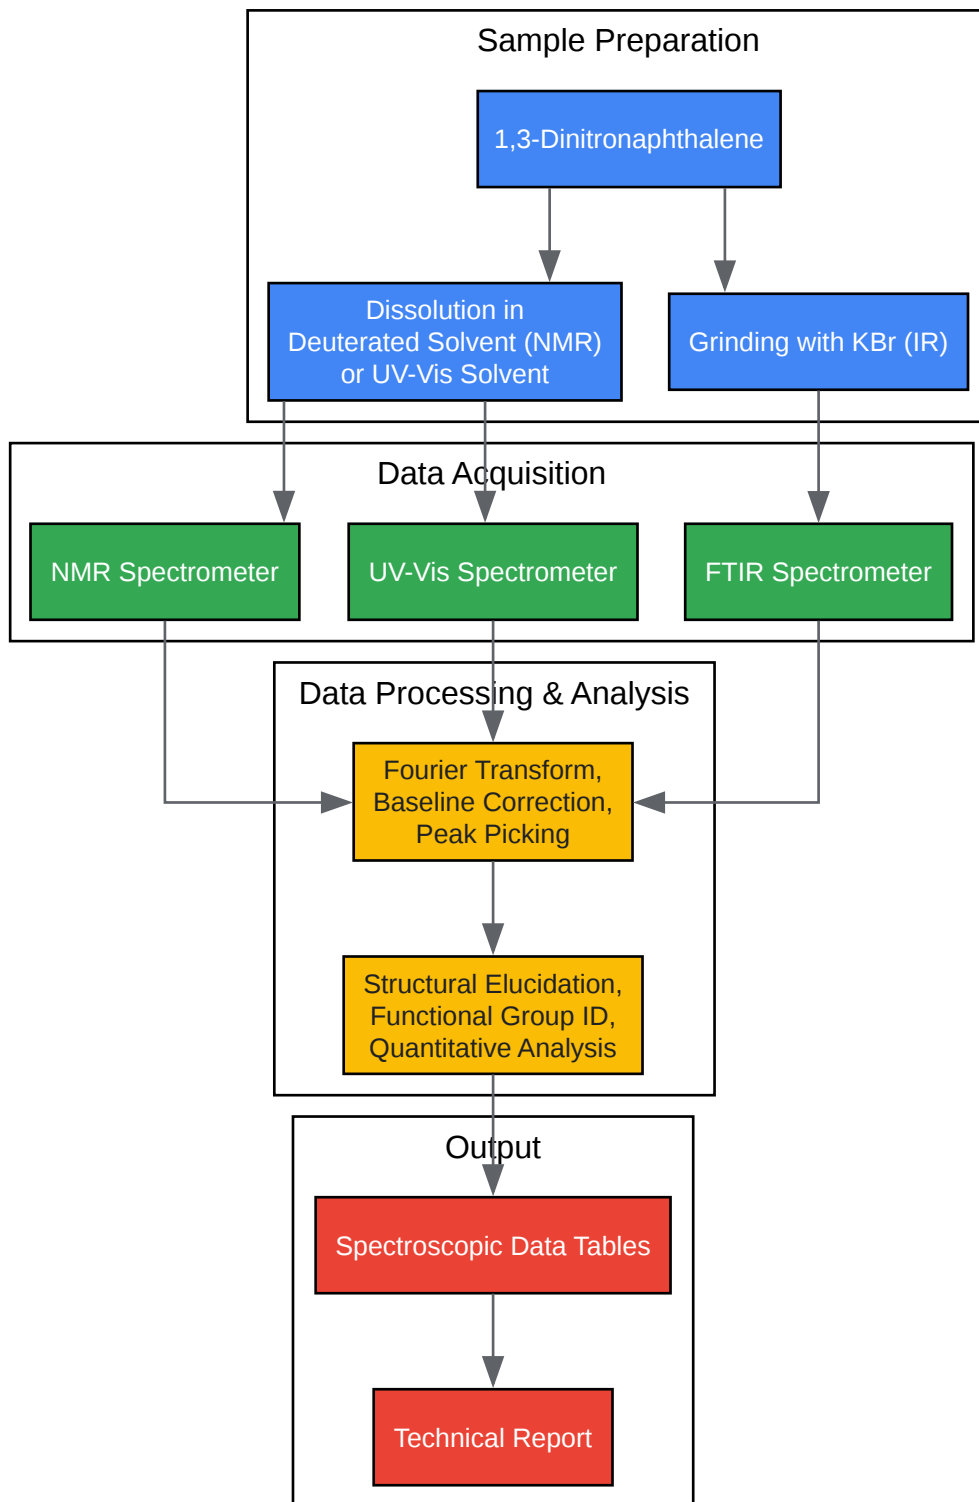 Sample Preparation
1,3-Dinitronaphthalene
Dissolution in
Deuterated Solvent (NMR)
or UV-Vis Solvent
Grinding with KBr (IR)
Data Acquisition
NMR Spectrometer
UV-Vis Spectrometer
FTIR Spectrometer
Data Processing & Analysis
Fourier Transform,
Baseline Correction,
Peak Picking
Structural Elucidation,
Functional Group ID,
Quantitative Analysis
Output
Spectroscopic Data Tables
Technical Report